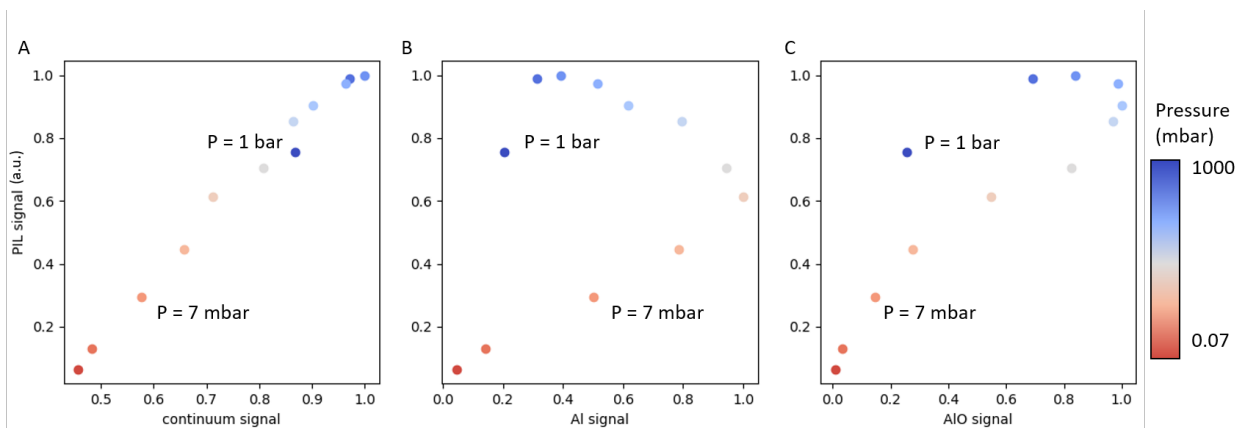 A
B
C
PIL signal (a.u.)
1.0
0.8
0.6
0.4
0.2
P = 1 bar
P = 7 mbar
0.5 0.6 0.7 0.8 0.9 1.0
continuum signal
1.0
0.8
0.6
0.4
0.2
P = 1 bar
P = 7 mbar
0.0 0.2 0.4 0.6 0.8 1.0
Al signal
1.0
0.8
0.6
0.4
0.2
P = 1 bar
P = 7 mbar
0.0 0.2 0.4 0.6 0.8 1.0
AlO signal
Pressure
(mbar)
1000
0.07